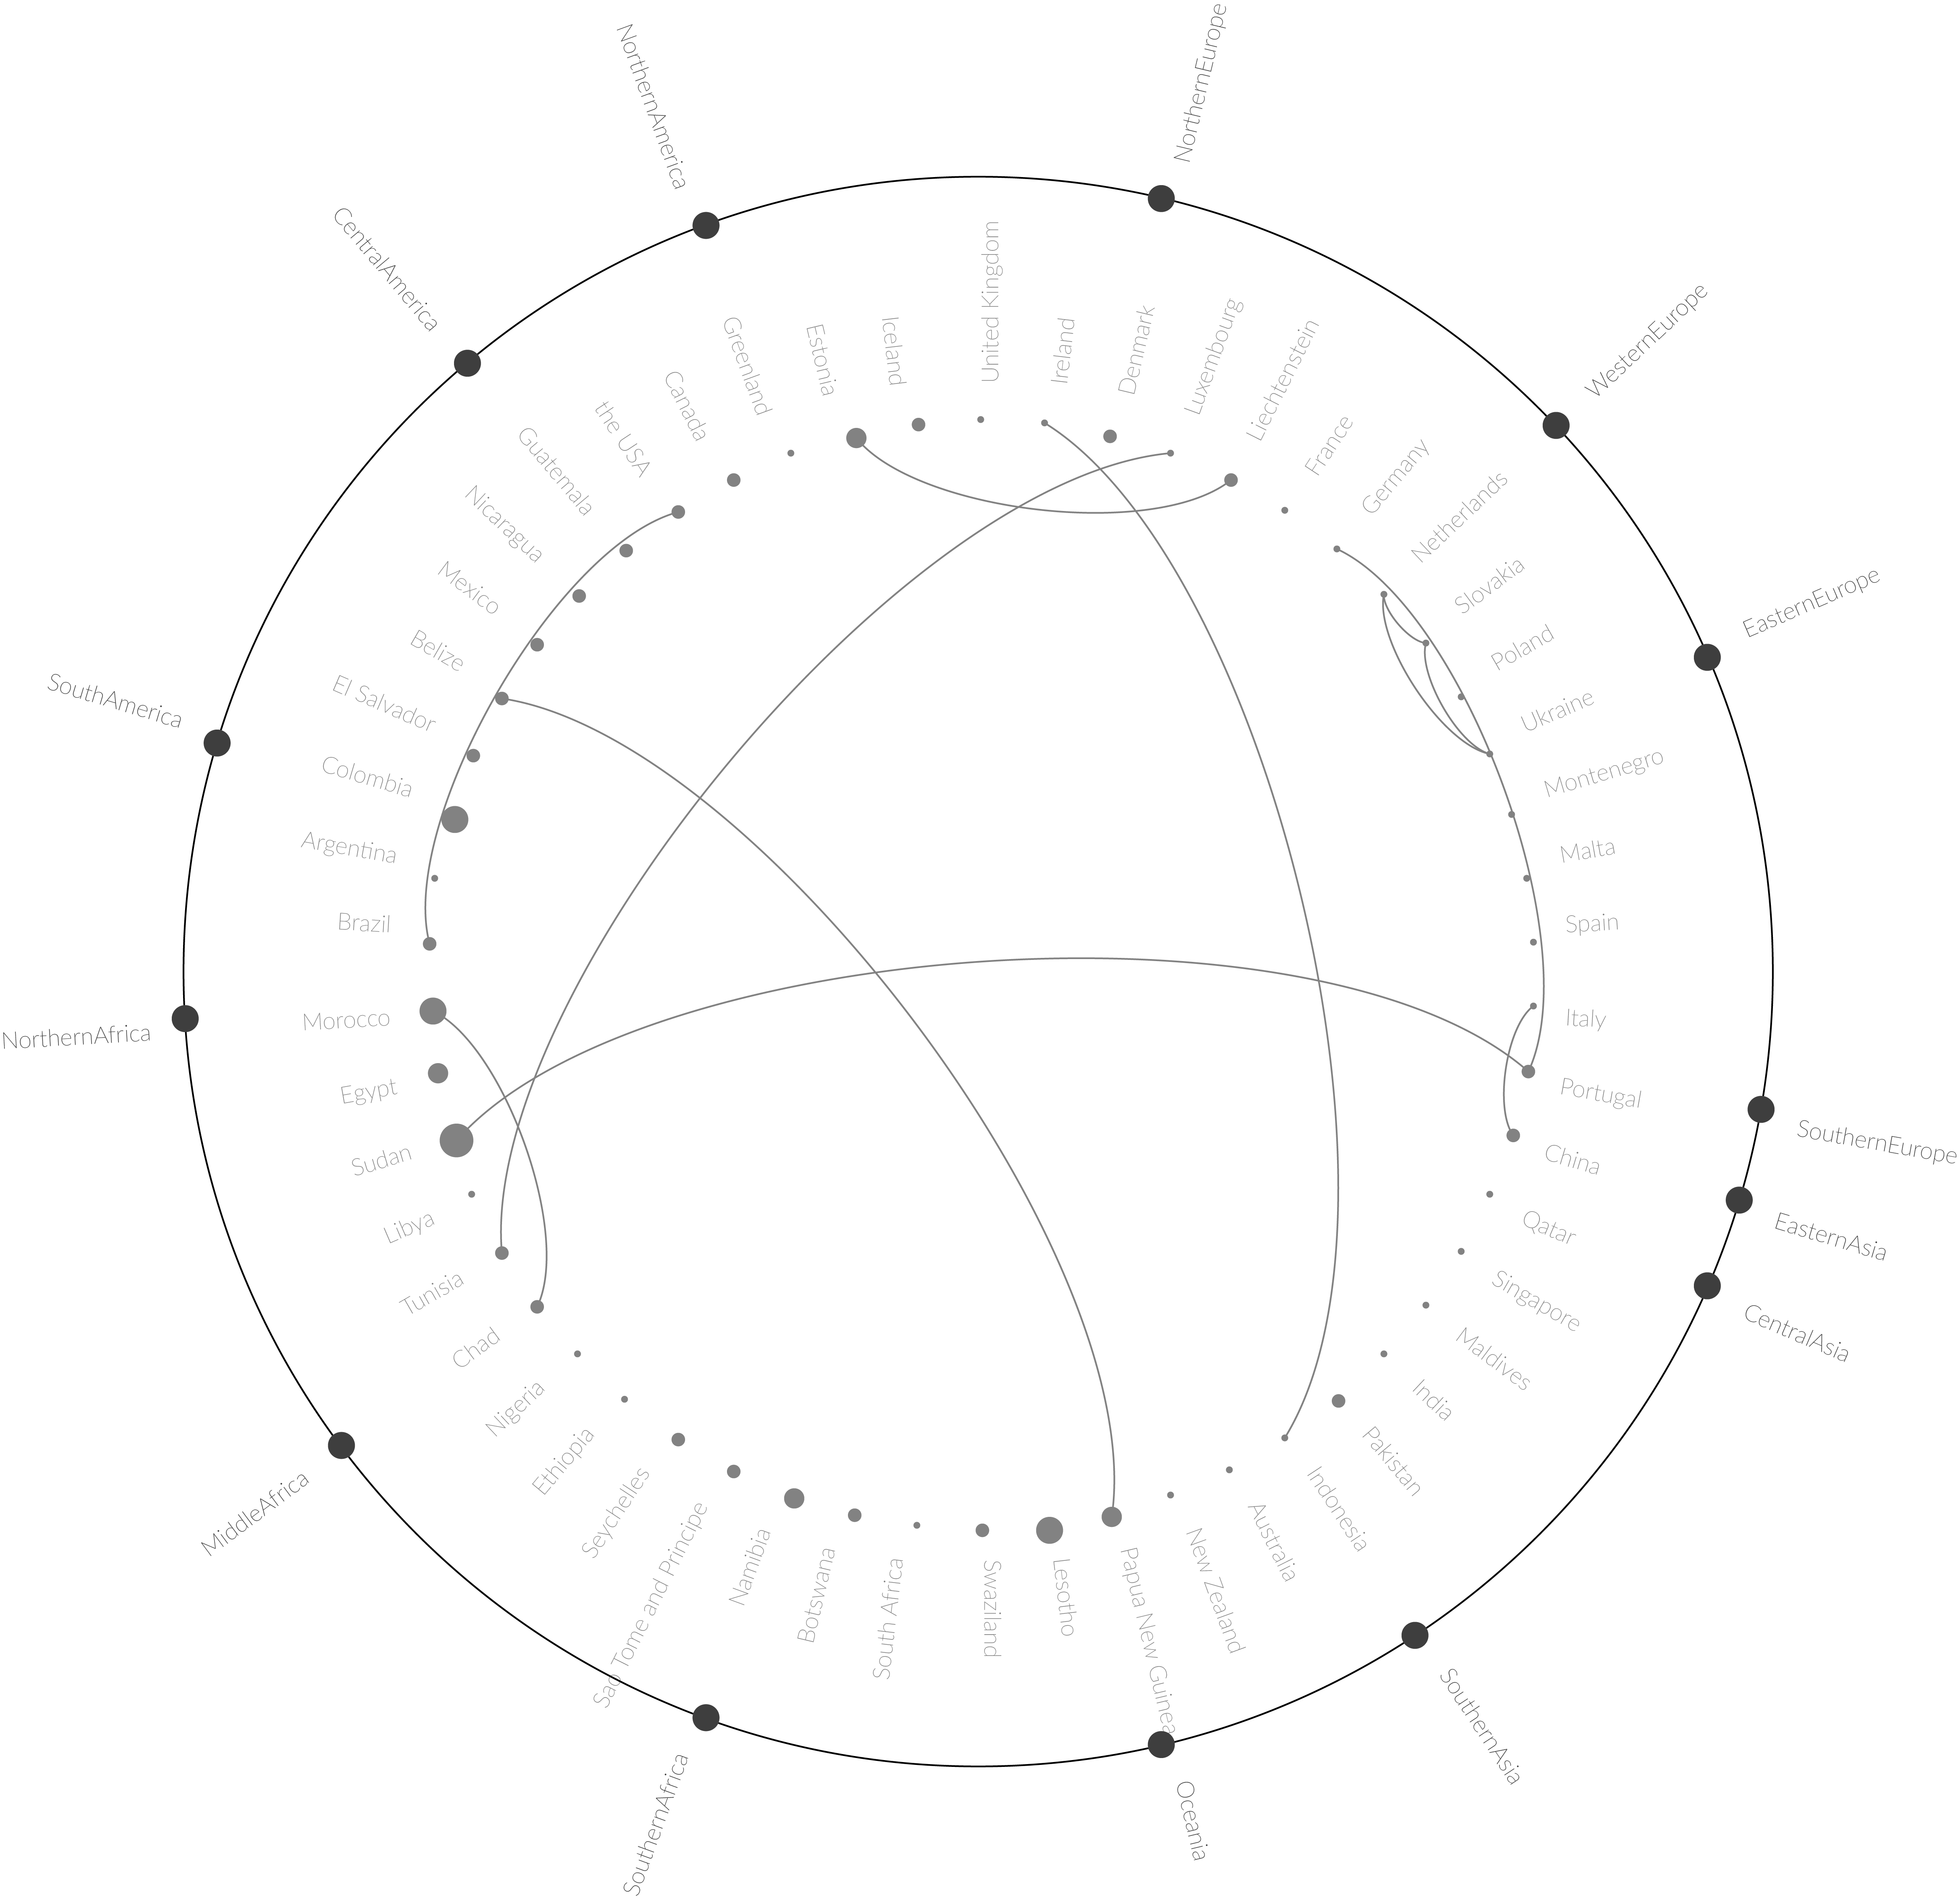 NorthernEurope
WesternEurope
EasternEurope
SouthernEurope
EasternAsia
CentralAsia
SouthernAsia
Oceania
SouthernAfrica
MiddleAfrica
NorthernAfrica
SouthAmerica
CentralAmerica
NorthernAmerica
United Kingdom
Ireland
Denmark
Luxembourg
Liechtenstein
France
Germany
Netherlands
Slovakia
Poland
Ukraine
Montenegro
Malta
Spain
Italy
Portugal
China
Qatar
Singapore
Maldives
India
Pakistan
Indonesia
Australia
New Zealand
Papua New Guinea
Lesotho
Swaziland
South Africa
Botswana
Namibia
Sao Tome and Principe
Seychelles
Ethiopia
Nigeria
Chad
Tunisia
Libya
Sudan
Egypt
Morocco
Brazil
Argentina
Colombia
El Salvador
Belize
Mexico
Nicaragua
Guatemala
the USA
Canada
Greenland
Estonia
Iceland